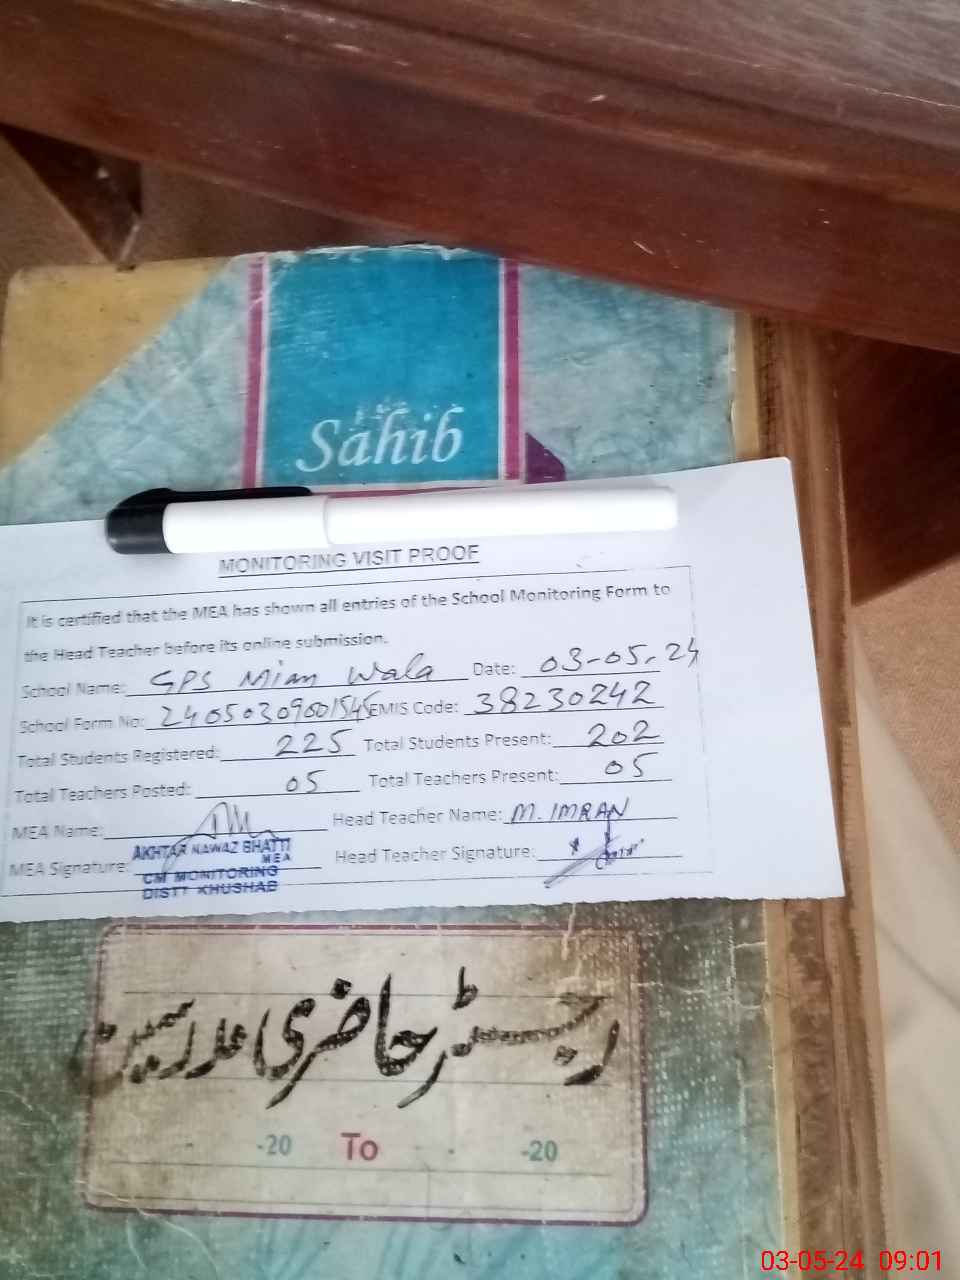 Sahib
MONITORING VISIT PROOF
It is certified that the MEA has shown all entries of the School Monitoring Form to
the Head Teacher before its online submission.
School Name: GPS Mian Wala Date: 03-05-24
School Form No: 24050309001545 EMIS Code: 38230242
Total Students Registered: 225 Total Students Present: 202
Total Teachers Posted: 05 Total Teachers Present: 05
MEA Name: Head Teacher Name: M. IMRAN
MEA Signature: Head Teacher Signature:
AKHTAR NAWAZ BHATTI
MEA
CM MONITORING
DISTT KHUSHAB
رجسٹر حاضری مدرسین
-20 To - -20
03-05-24 09:01